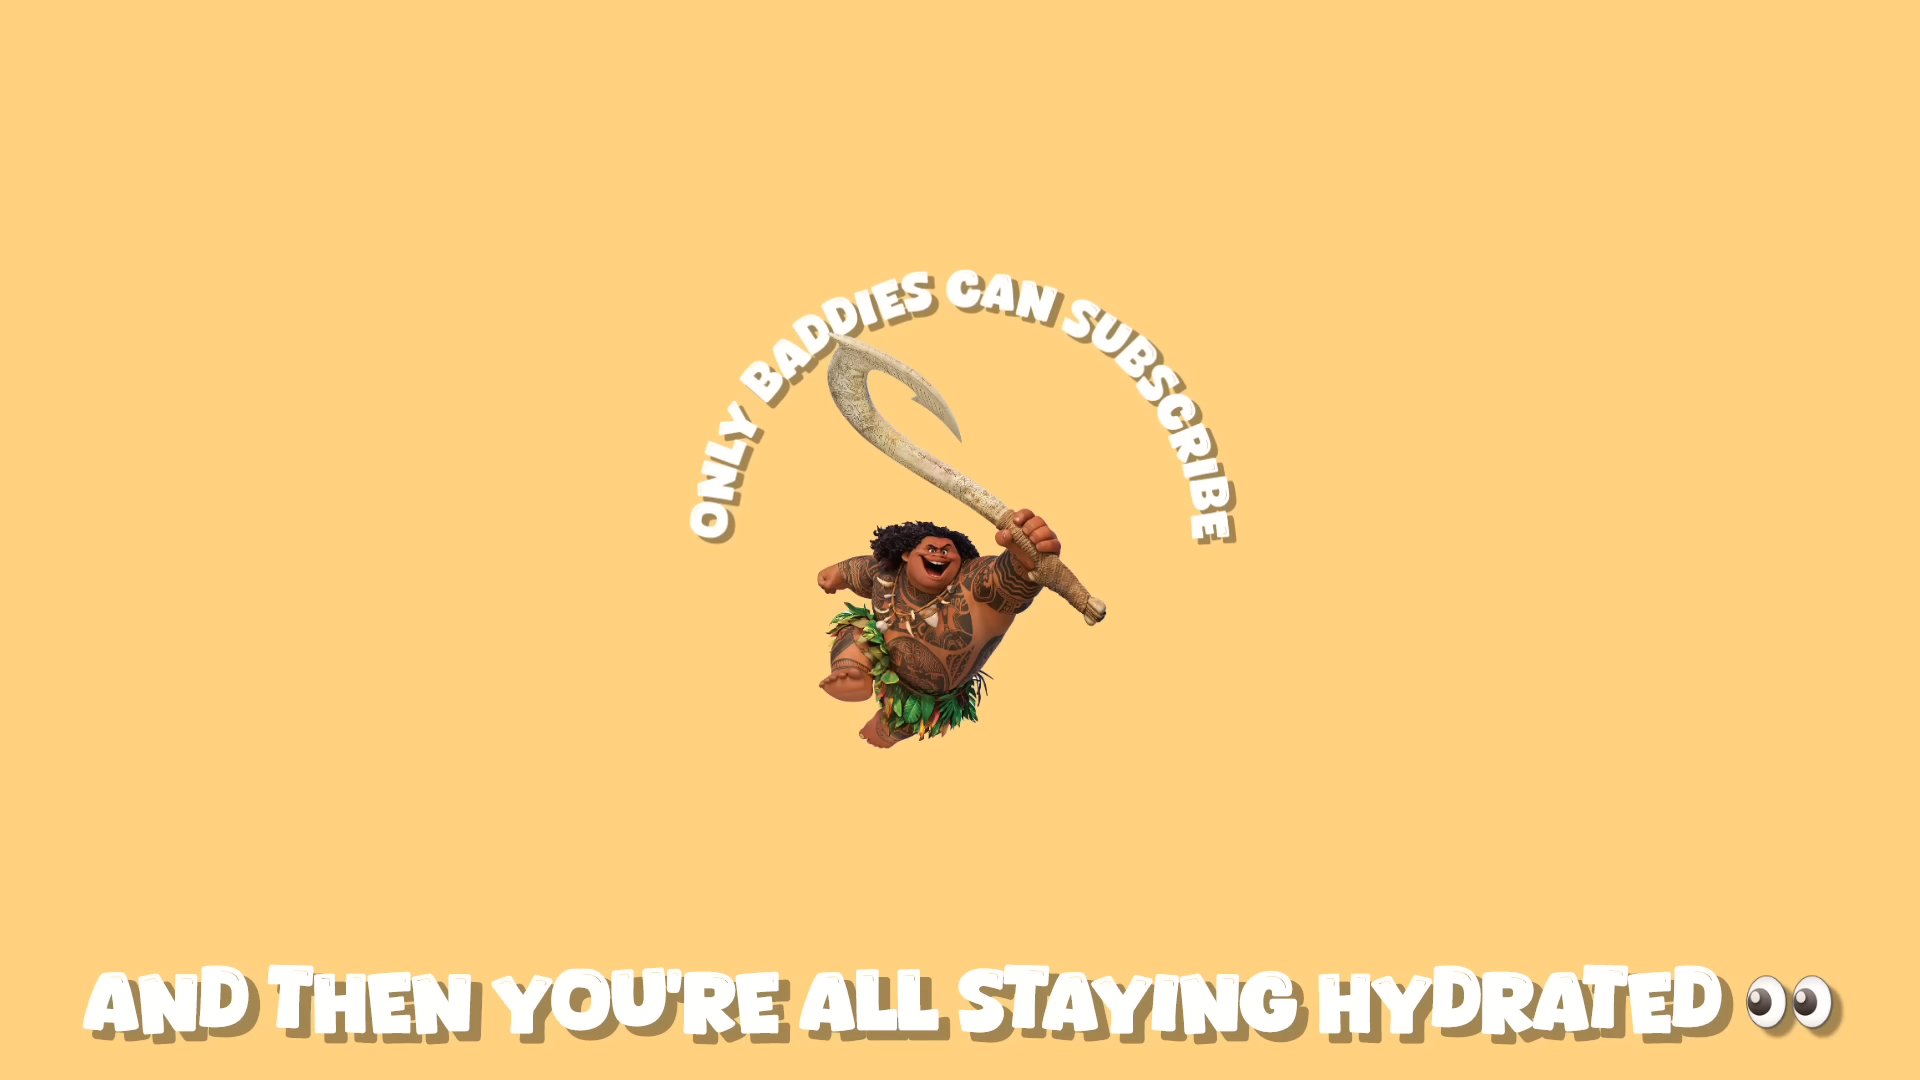 ONLY BADDIES CAN SUBSCRIBE
AND THEN YOU'RE ALL STAYING HYDRATED 👀